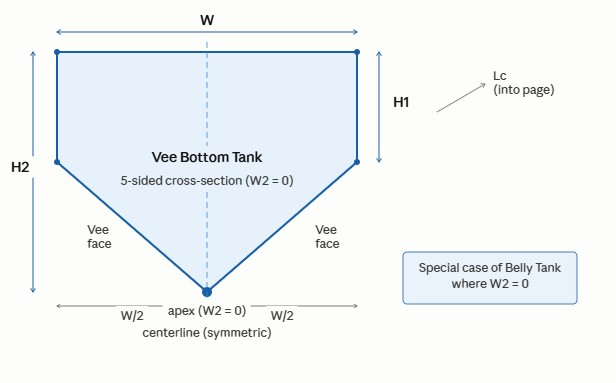 W
Lc
(into page)
H1
H2
Vee Bottom Tank
5-sided cross-section (W2 = 0)
Vee
face
Vee
face
Special case of Belly Tank
where W2 = 0
W/2
apex (W2 = 0)
W/2
centerline (symmetric)